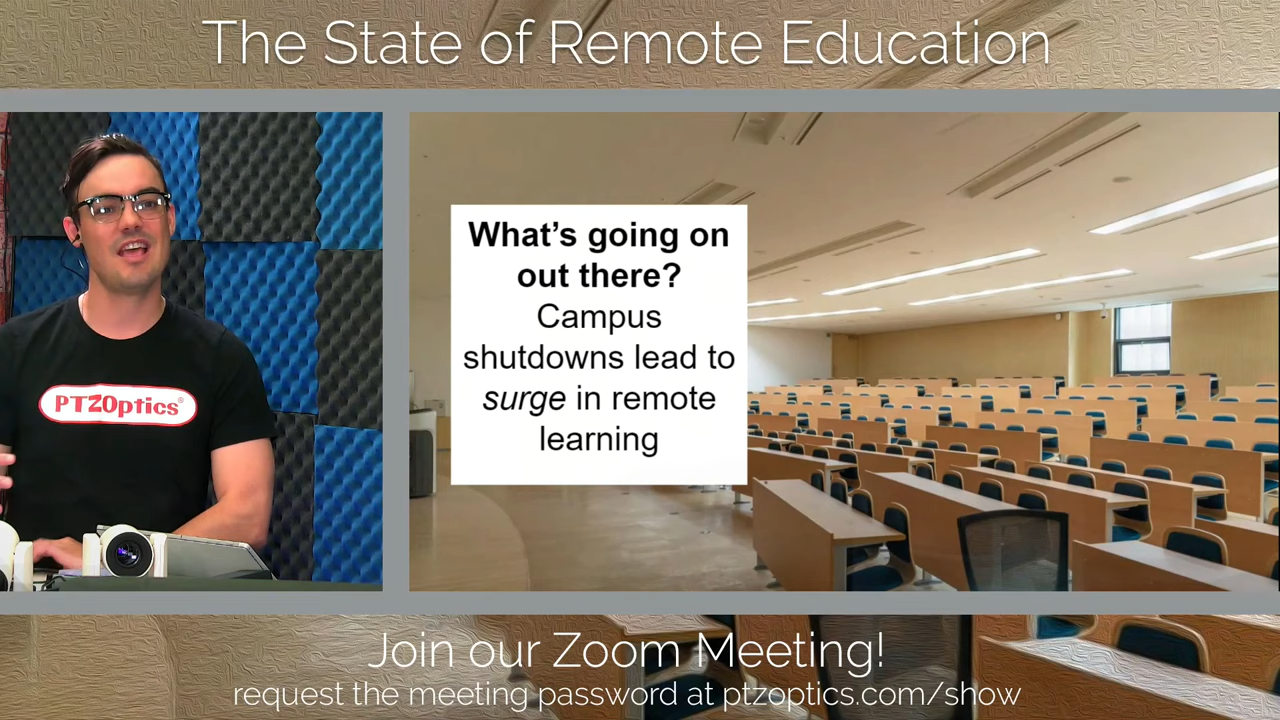 The State of Remote Education
What's going on
out there?
Campus
shutdowns lead to
surge in remote
learning
PTZOptics®
Join our Zoom Meeting!
request the meeting password at ptzoptics.com/show